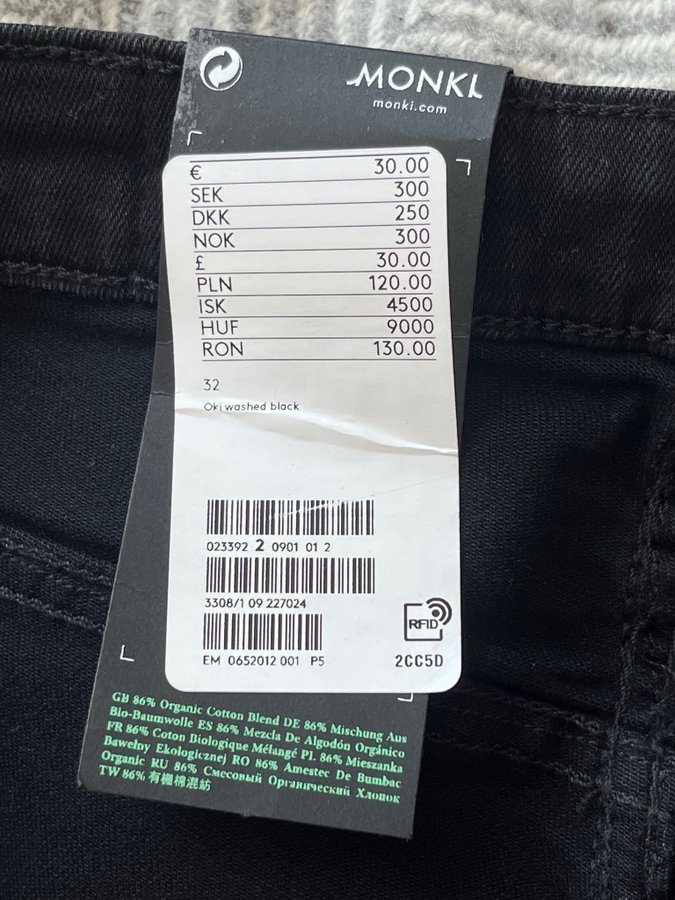 MONKI
monki.com
€ 30.00
SEK 300
DKK 250
NOK 300
£ 30.00
PLN 120.00
ISK 4500
HUF 9000
RON 130.00
32
Oki washed black
023392 2 0901 01 2
3308/1 09 227024
EM 0652012 001 P5
RFID
2CC5D
GB 86% Organic Cotton Blend DE 86% Mischung Aus
Bio-Baumwolle ES 86% Mezcla De Algodón Orgánico
FR 86% Coton Biologique Mélangé PL 86% Mieszanka
Bawełny Ekologicznej RO 86% Amestec De Bumbac
Organic RU 86% Смесовый Органический Хлопок
TW 86% 有機棉混紡